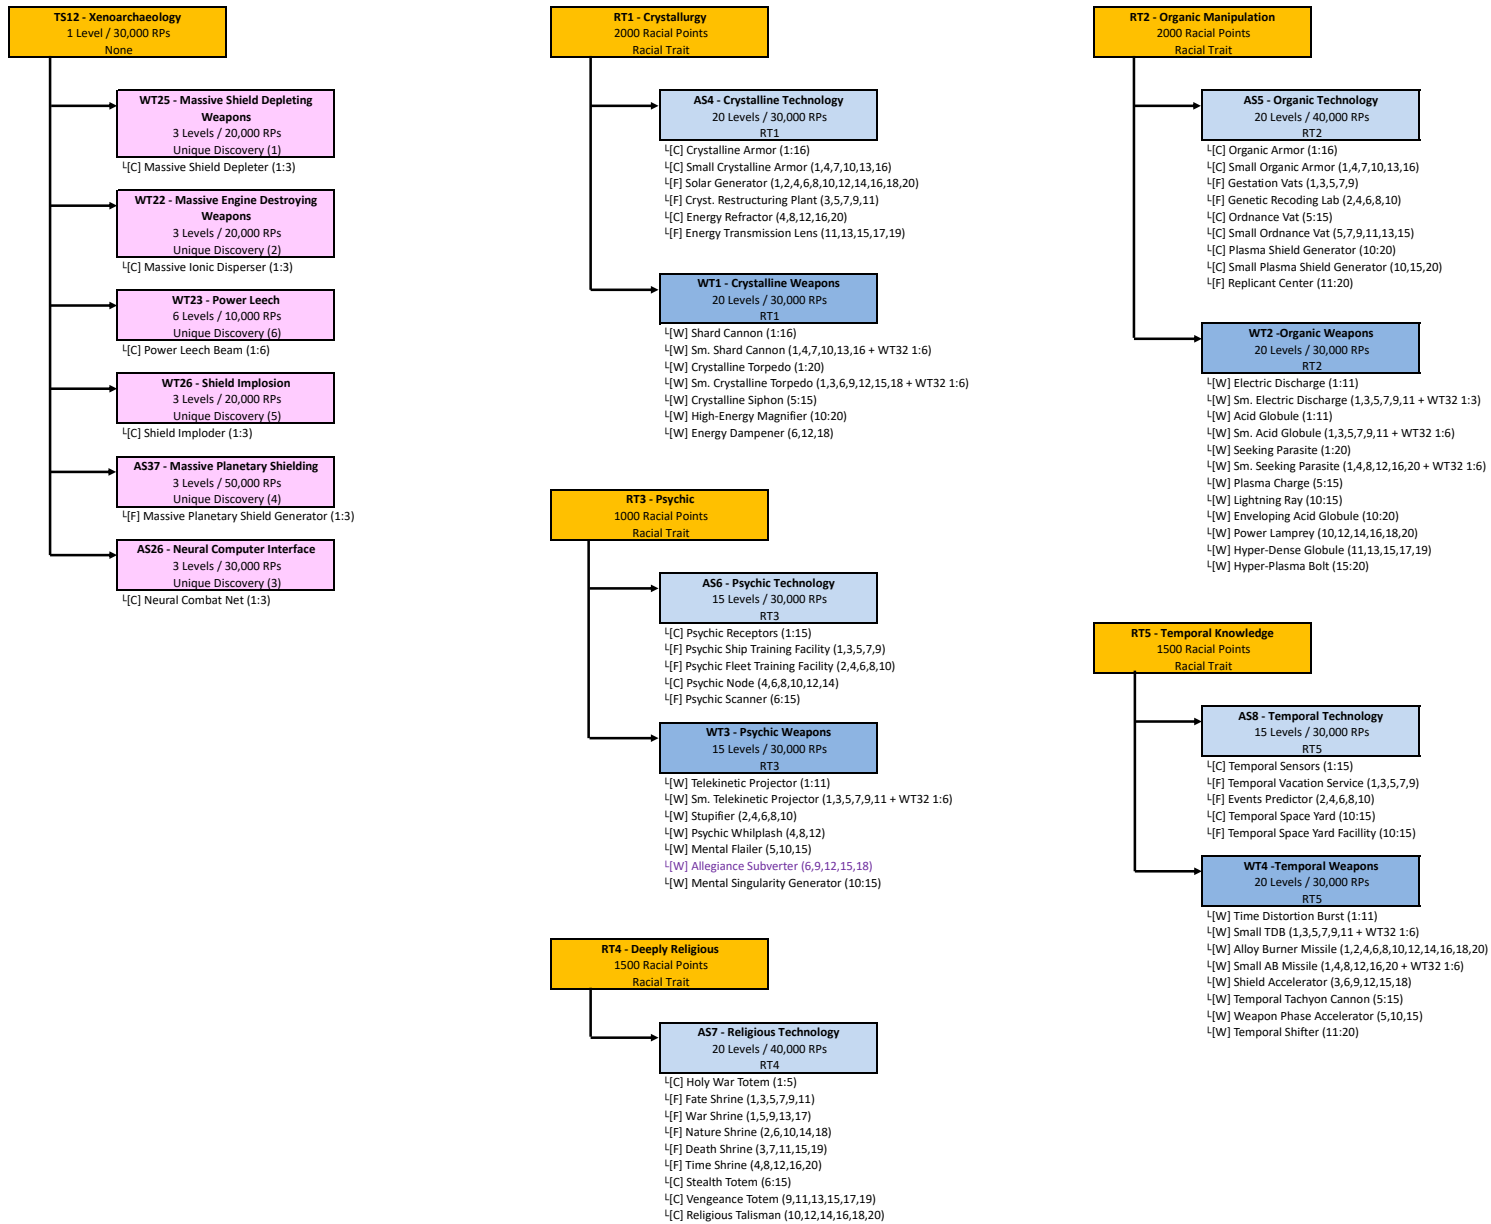 TS12 - Xenoarchaeology
1 Level / 30,000 RPs
None
WT25 - Massive Shield Depleting
Weapons
3 Levels / 20,000 RPs
Unique Discovery (1)
└[C] Massive Shield Depleter (1:3)
WT22 - Massive Engine Destroying
Weapons
3 Levels / 20,000 RPs
Unique Discovery (2)
└[C] Massive Ionic Disperser (1:3)
WT23 - Power Leech
6 Levels / 10,000 RPs
Unique Discovery (6)
└[C] Power Leech Beam (1:6)
WT26 - Shield Implosion
3 Levels / 20,000 RPs
Unique Discovery (5)
└[C] Shield Imploder (1:3)
AS37 - Massive Planetary Shielding
3 Levels / 50,000 RPs
Unique Discovery (4)
└[F] Massive Planetary Shield Generator (1:3)
AS26 - Neural Computer Interface
3 Levels / 30,000 RPs
Unique Discovery (3)
└[C] Neural Combat Net (1:3)
RT1 - Crystallurgy
2000 Racial Points
Racial Trait
AS4 - Crystalline Technology
20 Levels / 30,000 RPs
RT1
└[C] Crystalline Armor (1:16)
└[C] Small Crystalline Armor (1,4,7,10,13,16)
└[F] Solar Generator (1,2,4,6,8,10,12,14,16,18,20)
└[F] Cryst. Restructuring Plant (3,5,7,9,11)
└[C] Energy Refractor (4,8,12,16,20)
└[F] Energy Transmission Lens (11,13,15,17,19)
WT1 - Crystalline Weapons
20 Levels / 30,000 RPs
RT1
└[W] Shard Cannon (1:16)
└[W] Sm. Shard Cannon (1,4,7,10,13,16 + WT32 1:6)
└[W] Crystalline Torpedo (1:20)
└[W] Sm. Crystalline Torpedo (1,3,6,9,12,15,18 + WT32 1:6)
└[W] Crystalline Siphon (5:15)
└[W] High-Energy Magnifier (10:20)
└[W] Energy Dampener (6,12,18)
RT3 - Psychic
1000 Racial Points
Racial Trait
AS6 - Psychic Technology
15 Levels / 30,000 RPs
RT3
└[C] Psychic Receptors (1:15)
└[F] Psychic Ship Training Facility (1,3,5,7,9)
└[F] Psychic Fleet Training Facility (2,4,6,8,10)
└[C] Psychic Node (4,6,8,10,12,14)
└[F] Psychic Scanner (6:15)
WT3 - Psychic Weapons
15 Levels / 30,000 RPs
RT3
└[W] Telekinetic Projector (1:11)
└[W] Sm. Telekinetic Projector (1,3,5,7,9,11 + WT32 1:6)
└[W] Stupifier (2,4,6,8,10)
└[W] Psychic Whilplash (4,8,12)
└[W] Mental Flailer (5,10,15)
└[W] Allegiance Subverter (6,9,12,15,18)
└[W] Mental Singularity Generator (10:15)
RT4 - Deeply Religious
1500 Racial Points
Racial Trait
AS7 - Religious Technology
20 Levels / 40,000 RPs
RT4
└[C] Holy War Totem (1:5)
└[F] Fate Shrine (1,3,5,7,9,11)
└[F] War Shrine (1,5,9,13,17)
└[F] Nature Shrine (2,6,10,14,18)
└[F] Death Shrine (3,7,11,15,19)
└[F] Time Shrine (4,8,12,16,20)
└[C] Stealth Totem (6:15)
└[C] Vengeance Totem (9,11,13,15,17,19)
└[C] Religious Talisman (10,12,14,16,18,20)
RT2 - Organic Manipulation
2000 Racial Points
Racial Trait
AS5 - Organic Technology
20 Levels / 40,000 RPs
RT2
└[C] Organic Armor (1:16)
└[C] Small Organic Armor (1,4,7,10,13,16)
└[F] Gestation Vats (1,3,5,7,9)
└[F] Genetic Recoding Lab (2,4,6,8,10)
└[C] Ordnance Vat (5:15)
└[C] Small Ordnance Vat (5,7,9,11,13,15)
└[C] Plasma Shield Generator (10:20)
└[C] Small Plasma Shield Generator (10,15,20)
└[F] Replicant Center (11:20)
WT2 -Organic Weapons
20 Levels / 30,000 RPs
RT2
└[W] Electric Discharge (1:11)
└[W] Sm. Electric Discharge (1,3,5,7,9,11 + WT32 1:3)
└[W] Acid Globule (1:11)
└[W] Sm. Acid Globule (1,3,5,7,9,11 + WT32 1:6)
└[W] Seeking Parasite (1:20)
└[W] Sm. Seeking Parasite (1,4,8,12,16,20 + WT32 1:6)
└[W] Plasma Charge (5:15)
└[W] Lightning Ray (10:15)
└[W] Enveloping Acid Globule (10:20)
└[W] Power Lamprey (10,12,14,16,18,20)
└[W] Hyper-Dense Globule (11,13,15,17,19)
└[W] Hyper-Plasma Bolt (15:20)
RT5 - Temporal Knowledge
1500 Racial Points
Racial Trait
AS8 - Temporal Technology
15 Levels / 30,000 RPs
RT5
└[C] Temporal Sensors (1:15)
└[F] Temporal Vacation Service (1,3,5,7,9)
└[F] Events Predictor (2,4,6,8,10)
└[C] Temporal Space Yard (10:15)
└[F] Temporal Space Yard Facillity (10:15)
WT4 -Temporal Weapons
20 Levels / 30,000 RPs
RT5
└[W] Time Distortion Burst (1:11)
└[W] Small TDB (1,3,5,7,9,11 + WT32 1:6)
└[W] Alloy Burner Missile (1,2,4,6,8,10,12,14,16,18,20)
└[W] Small AB Missile (1,4,8,12,16,20 + WT32 1:6)
└[W] Shield Accelerator (3,6,9,12,15,18)
└[W] Temporal Tachyon Cannon (5:15)
└[W] Weapon Phase Accelerator (5,10,15)
└[W] Temporal Shifter (11:20)